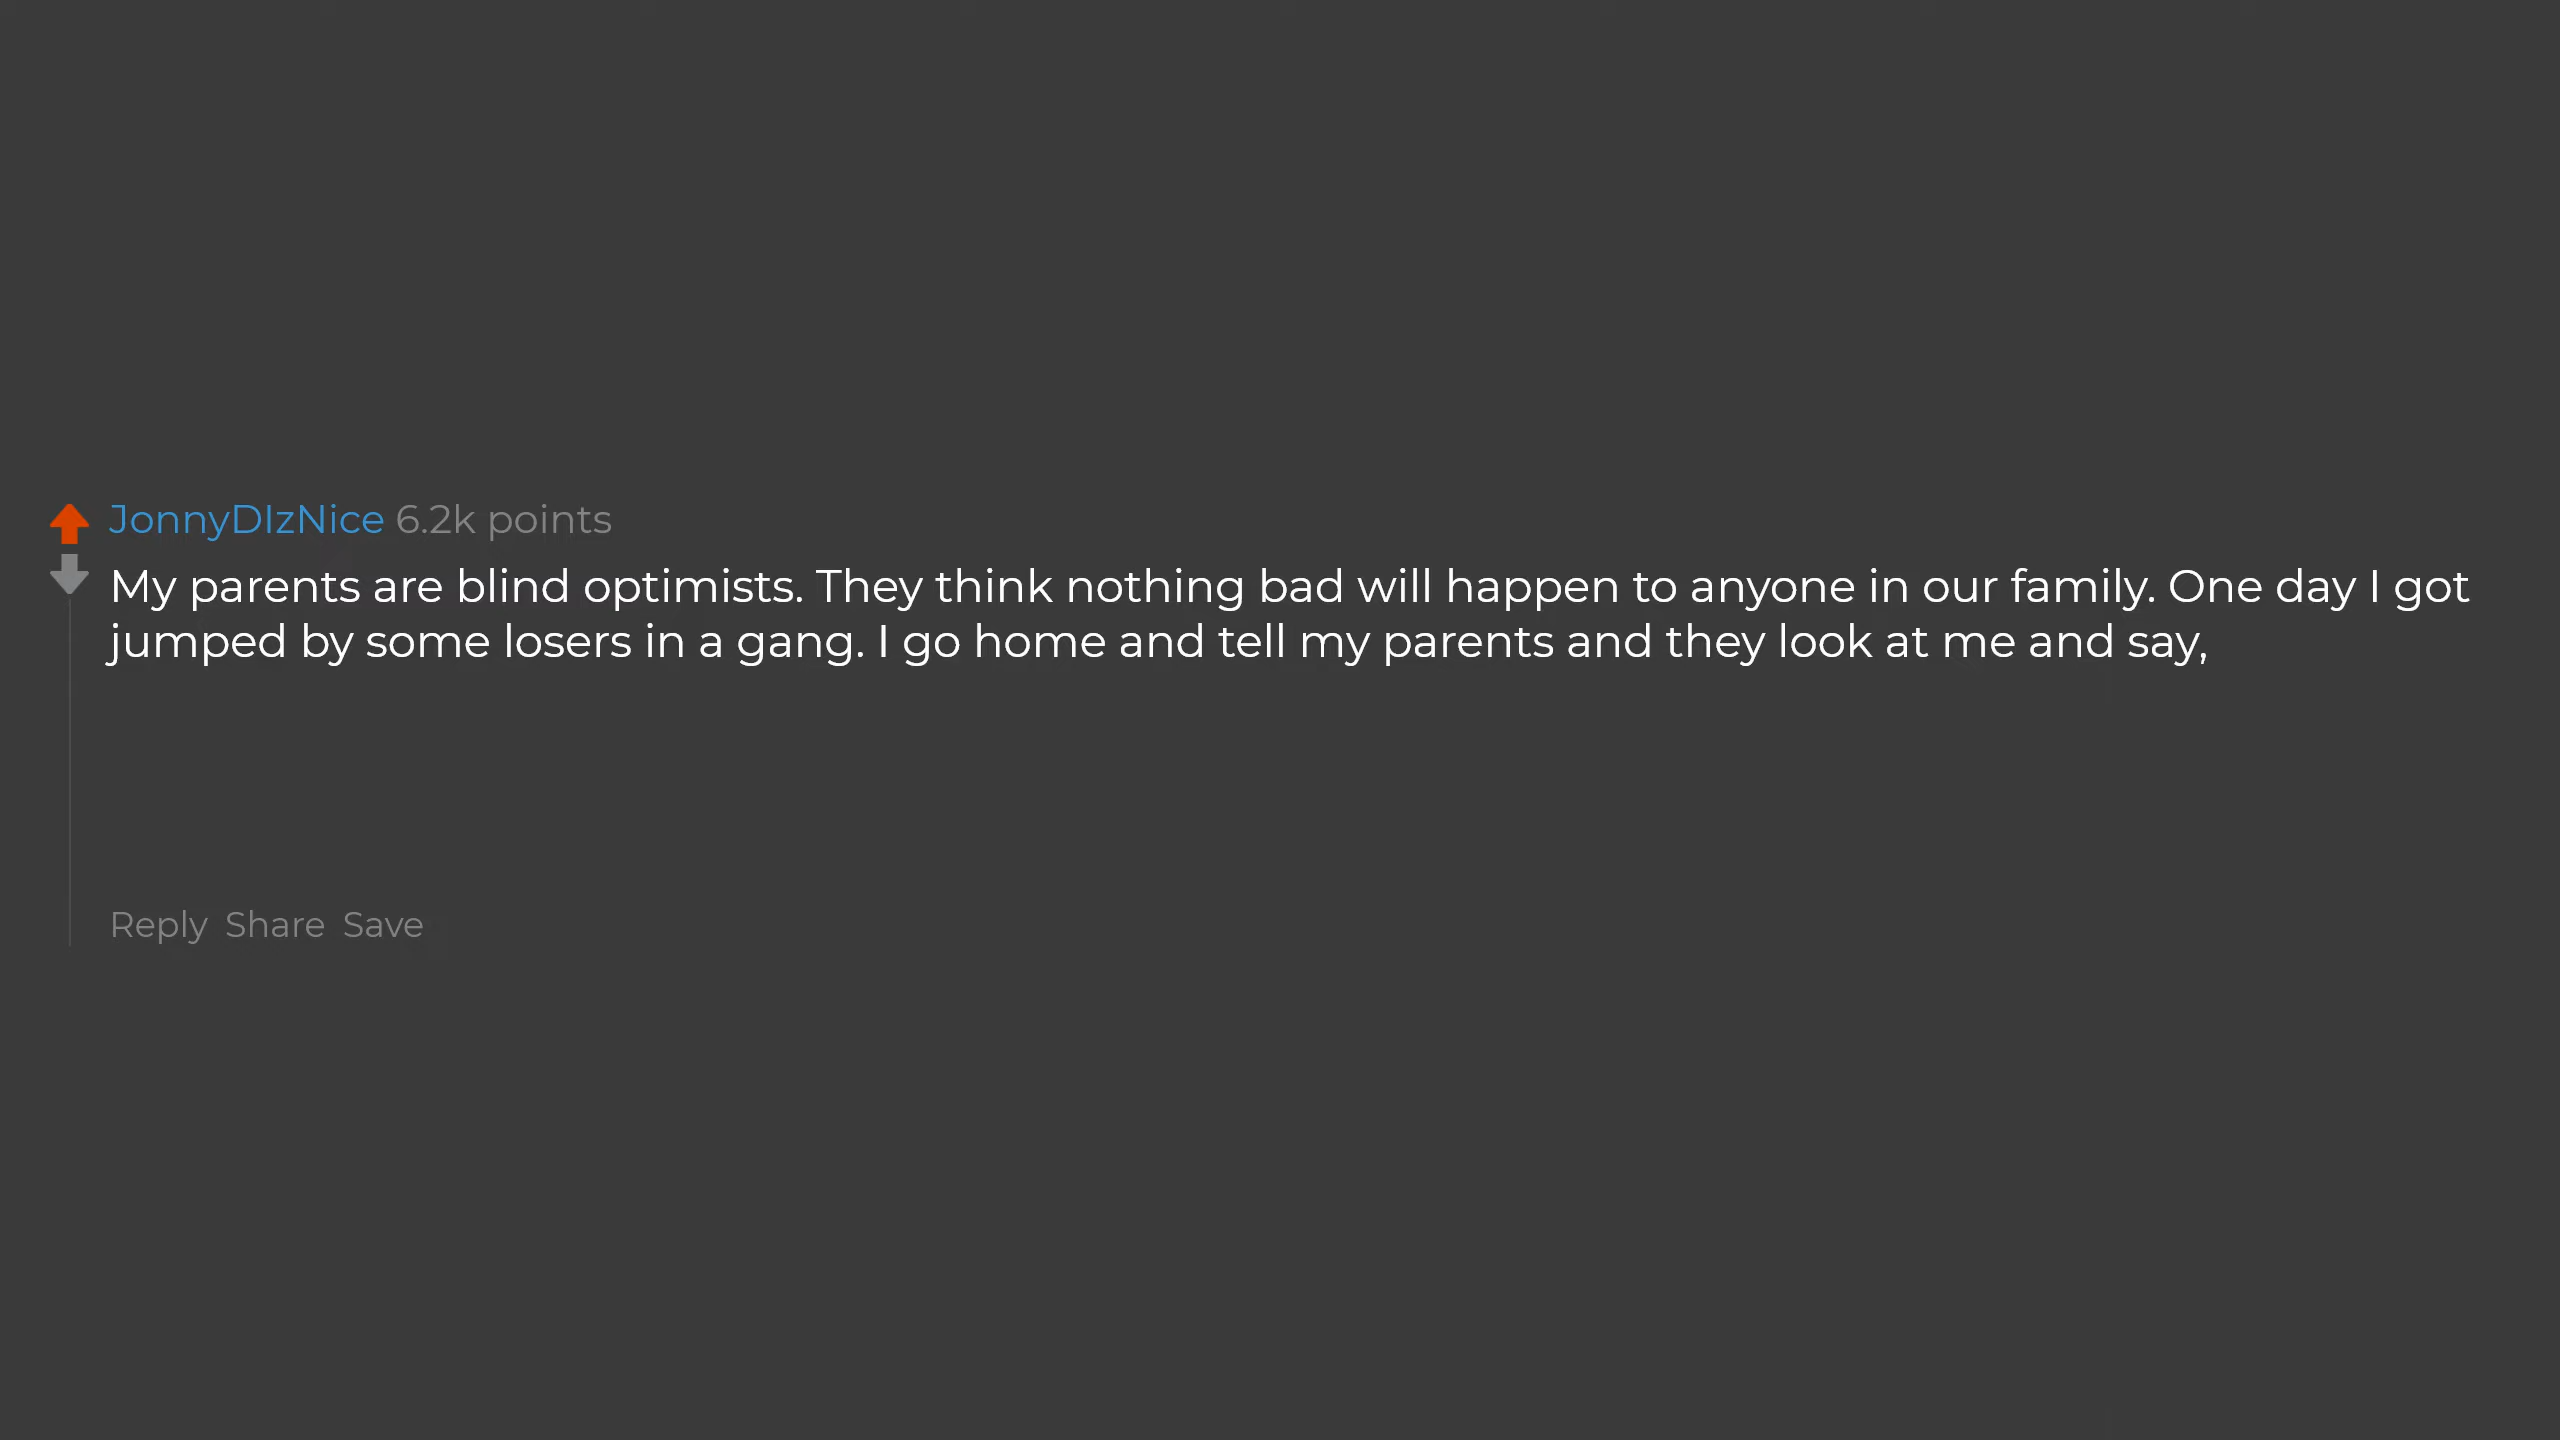 JonnyDIzNice 6.2k points
My parents are blind optimists. They think nothing bad will happen to anyone in our family. One day I got
jumped by some losers in a gang. I go home and tell my parents and they look at me and say,
Reply Share Save